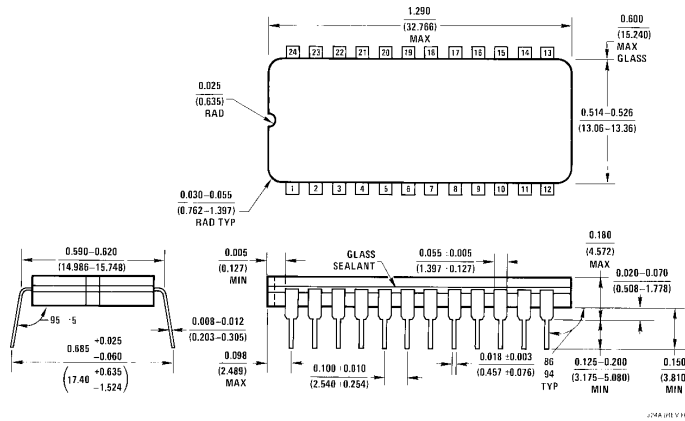 1.290
(32.766)
MAX
0.600
(15.240)
MAX
GLASS
24 23 22 21 20 19 18 17 16 15 14 13
0.025
(0.635)
RAD
0.514–0.526
(13.06–13.36)
0.030–0.055
(0.762–1.397)
RAD TYP
1 2 3 4 5 6 7 8 9 10 11 12
0.590–0.620
(14.986–15.748)
0.005
(0.127)
MIN
GLASS
SEALANT
0.055 ±0.005
(1.397 ±0.127)
0.180
(4.572)
MAX
0.020–0.070
(0.508–1.778)
95 ±5
0.008–0.012
(0.203–0.305)
0.685 +0.025
−0.060
(17.40 +0.635
−1.524)
0.098
(2.489)
MAX
0.100 ±0.010
(2.540 ±0.254)
0.018 ±0.003
(0.457 ±0.076)
86
94
TYP
0.125–0.200
(3.175–5.080)
MIN
0.150
(3.810)
MIN